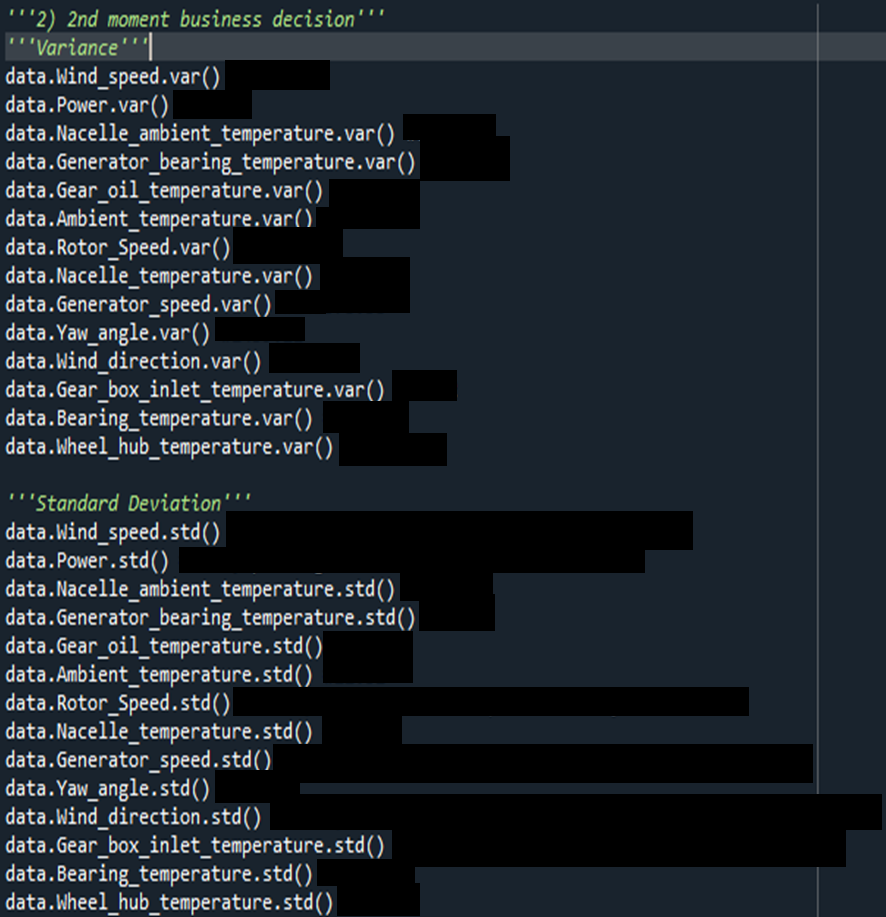 '''2) 2nd moment business decision'''
'''Variance'''
data.Wind_speed.var()
data.Power.var()
data.Nacelle_ambient_temperature.var()
data.Generator_bearing_temperature.var()
data.Gear_oil_temperature.var()
data.Ambient_temperature.var()
data.Rotor_Speed.var()
data.Nacelle_temperature.var()
data.Generator_speed.var()
data.Yaw_angle.var()
data.Wind_direction.var()
data.Gear_box_inlet_temperature.var()
data.Bearing_temperature.var()
data.Wheel_hub_temperature.var()
'''Standard Deviation'''
data.Wind_speed.std()
data.Power.std()
data.Nacelle_ambient_temperature.std()
data.Generator_bearing_temperature.std()
data.Gear_oil_temperature.std()
data.Ambient_temperature.std()
data.Rotor_Speed.std()
data.Nacelle_temperature.std()
data.Generator_speed.std()
data.Yaw_angle.std()
data.Wind_direction.std()
data.Gear_box_inlet_temperature.std()
data.Bearing_temperature.std()
data.Wheel_hub_temperature.std()